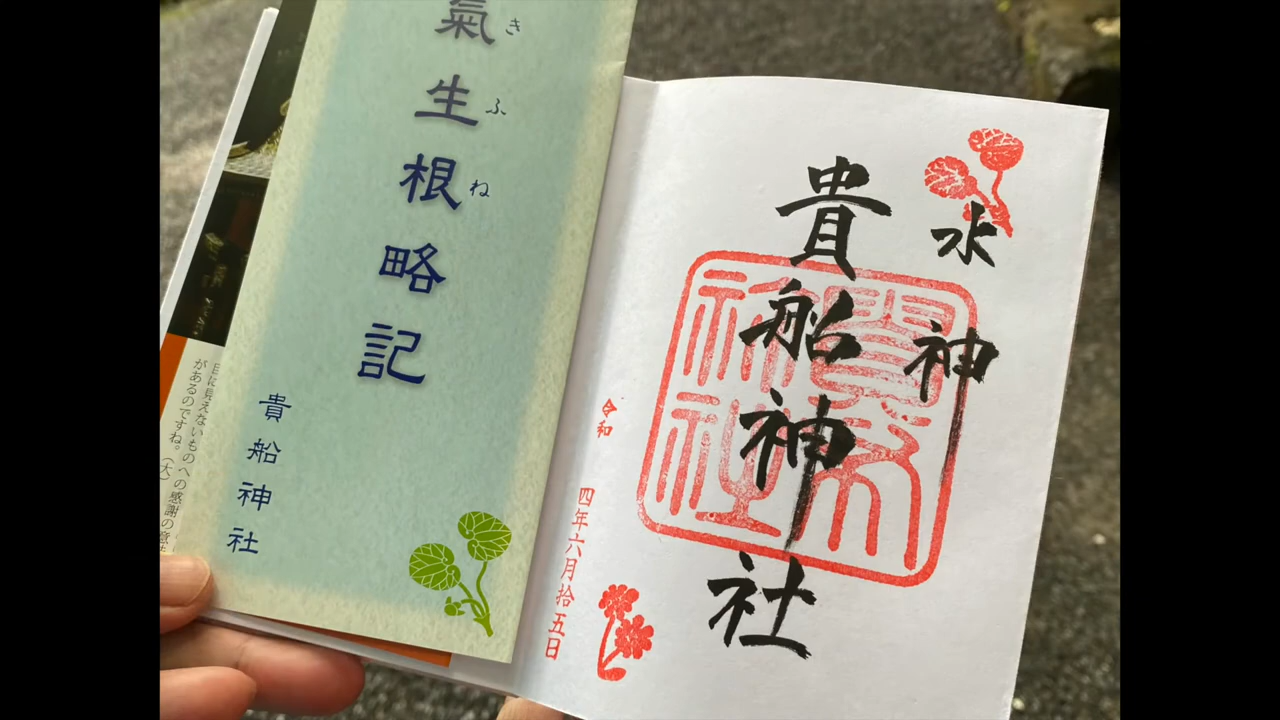 氣生根略記
きふね
貴船神社
目に見えないものへの感謝の
があるのですね。(大)
水神
貴船神社
令和四年六月拾五日